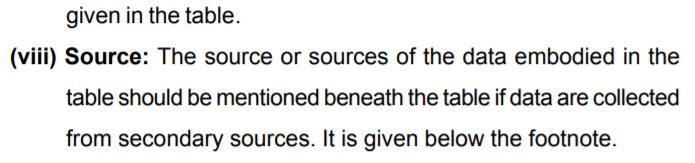 given in the table.
(viii) Source: The source or sources of the data embodied in the
table should be mentioned beneath the table if data are collected
from secondary sources. It is given below the footnote.